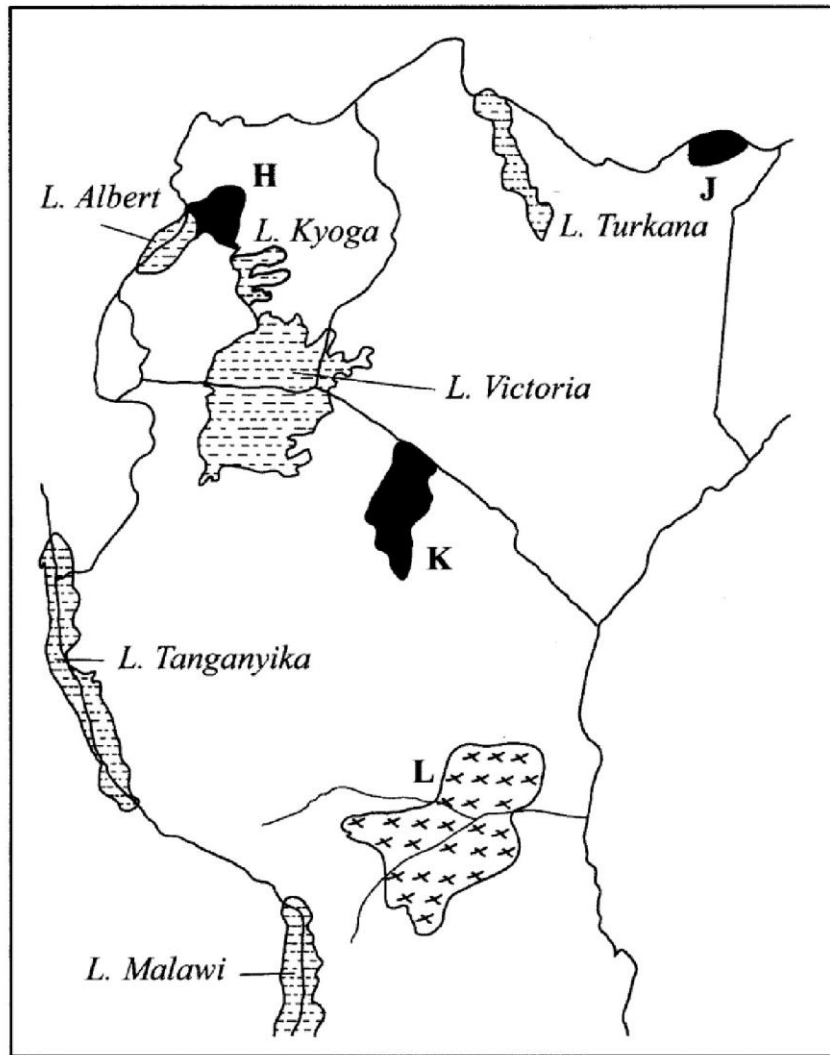 H
L. Albert
L. Kyoga
J
L. Turkana
L. Victoria
K
L. Tanganyika
L
L. Malawi